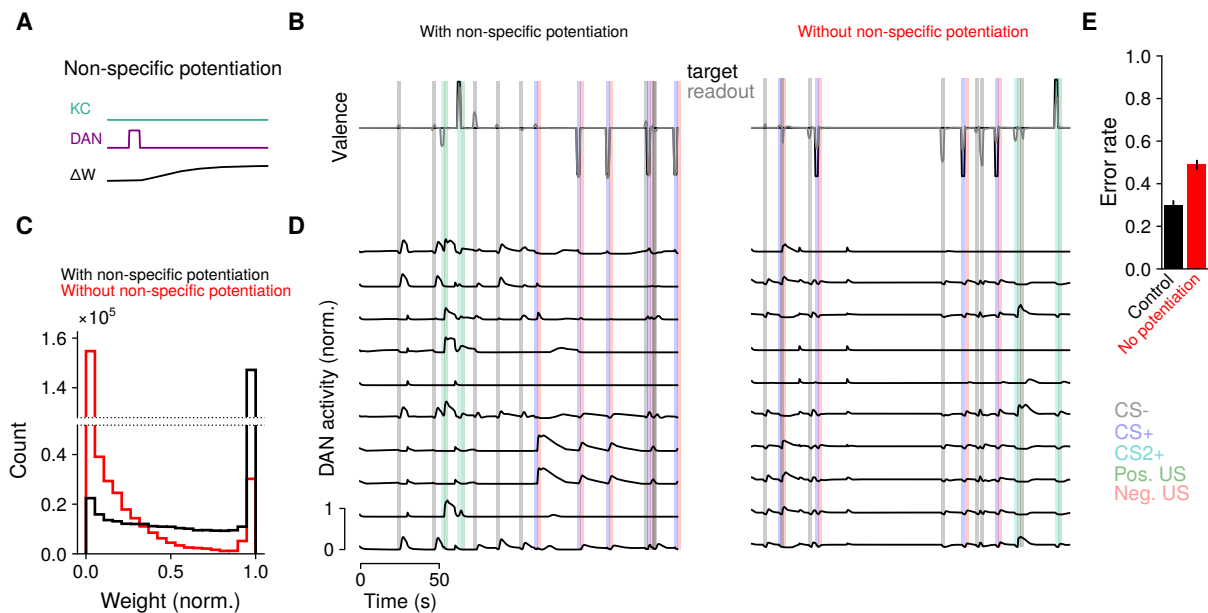 A
Non-specific potentiation
KC
DAN
ΔW
B
With non-specific potentiation
Without non-specific potentiation
target
readout
Valence
E
1.0
0.8
0.6
0.4
0.2
0.0
Error rate
Control
No potentiation
C
With non-specific potentiation
Without non-specific potentiation
×10⁵
1.6
1.4
0.4
0.2
0.0
Count
0.0
0.5
1.0
Weight (norm.)
D
DAN activity (norm.)
1
0
0
50
Time (s)
CS-
CS+
CS2+
Pos. US
Neg. US